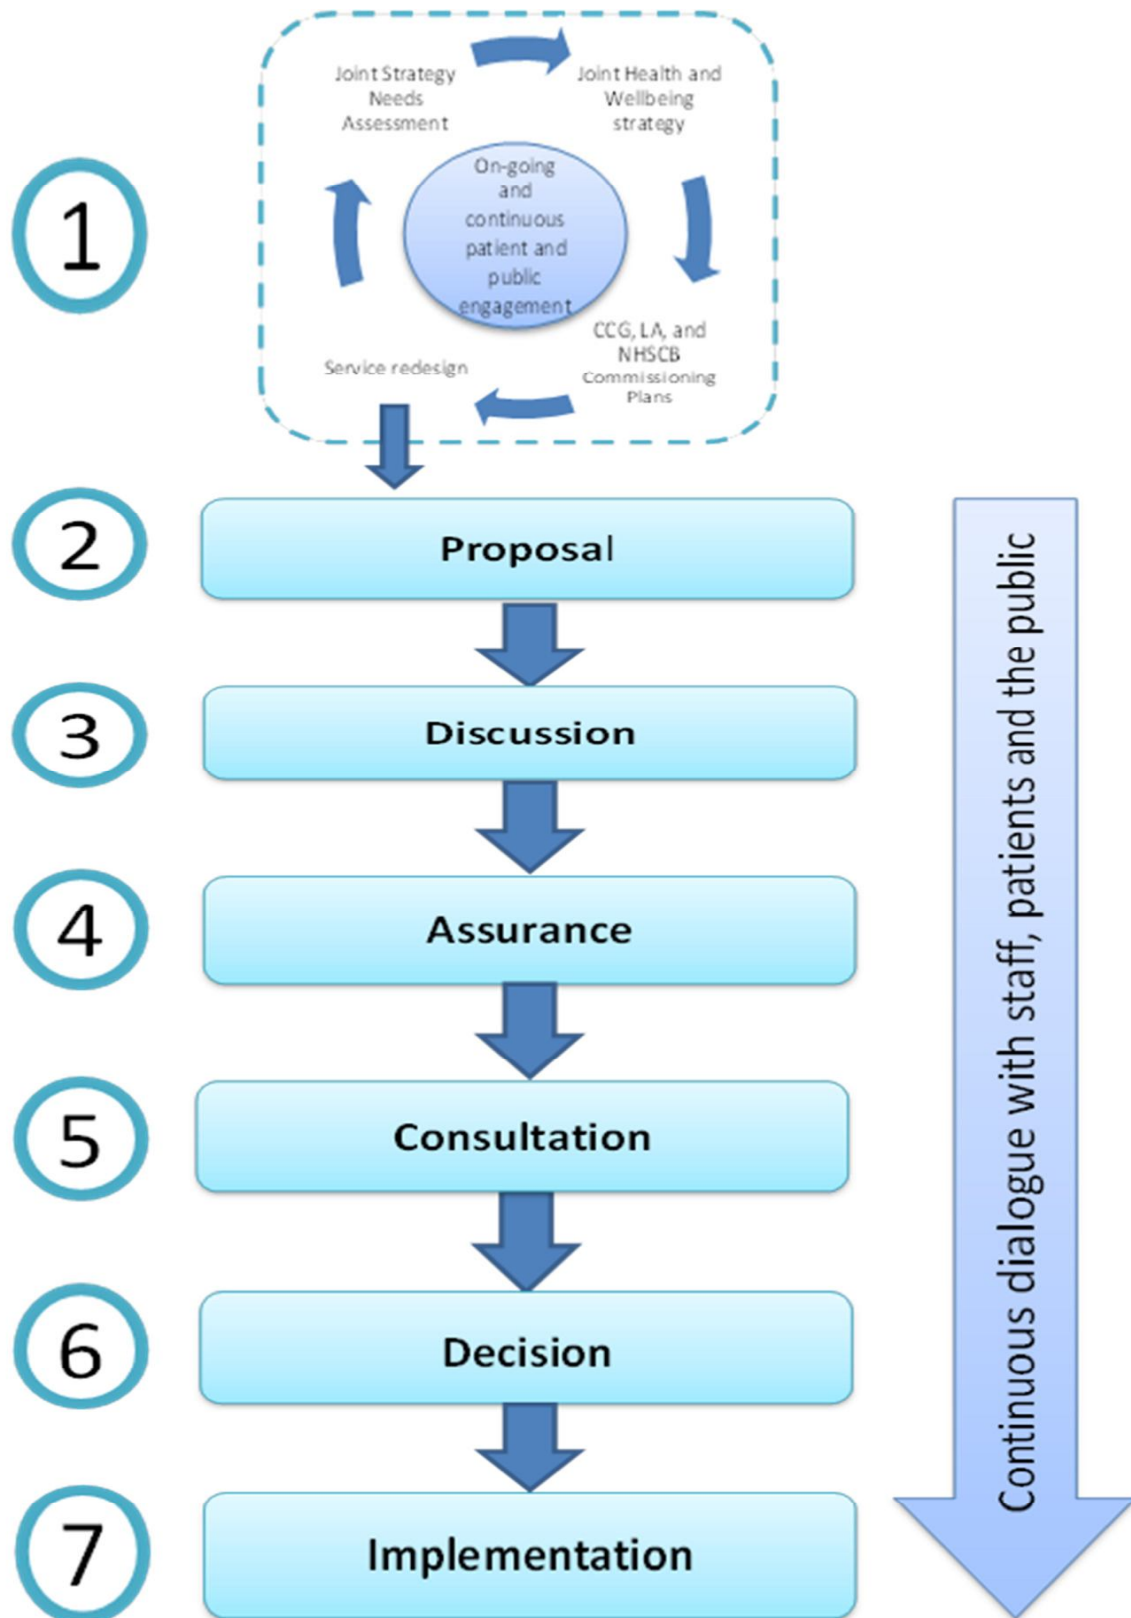 1
Joint Strategy
Needs
Assessment
Joint Health and
Wellbeing
strategy
On-going
and
continuous
patient and
public
engagement
CCG, LA, and
NHSCB
Commissioning
Plans
Service redesign
2
Proposal
3
Discussion
4
Assurance
5
Consultation
6
Decision
7
Implementation
Continuous dialogue with staff, patients and the public